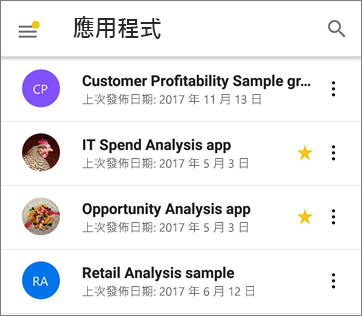 應用程式
CP
Customer Profitability Sample gr...
上次發佈日期: 2017 年 11 月 13 日
IT Spend Analysis app
上次發佈日期: 2017 年 5 月 3 日
Opportunity Analysis app
上次發佈日期: 2017 年 5 月 3 日
RA
Retail Analysis sample
上次發佈日期: 2017 年 6 月 12 日